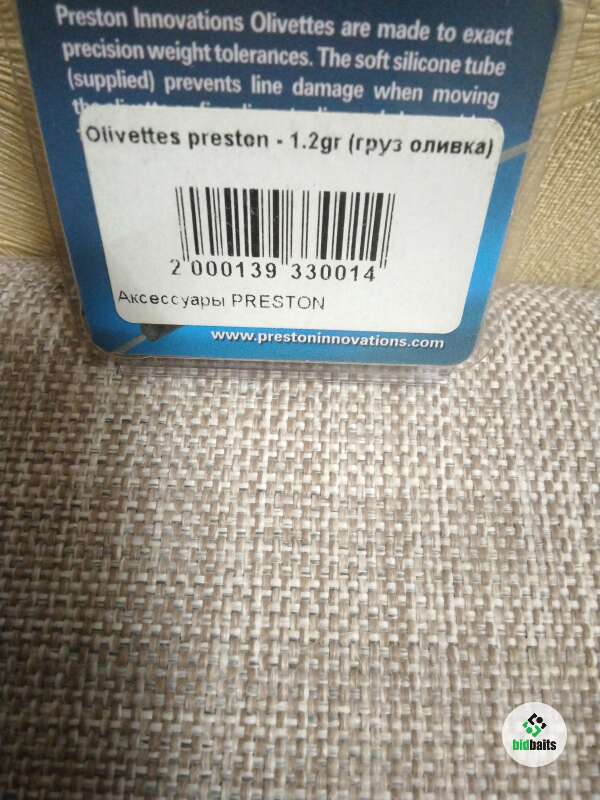 Preston Innovations Olivettes are made to exact
precision weight tolerances. The soft silicone tube
(supplied) prevents line damage when moving
Olivettes preston - 1.2gr (груз оливка)
2 000139 330014
Аксессуары PRESTON
www.prestoninnovations.com
bidbaits